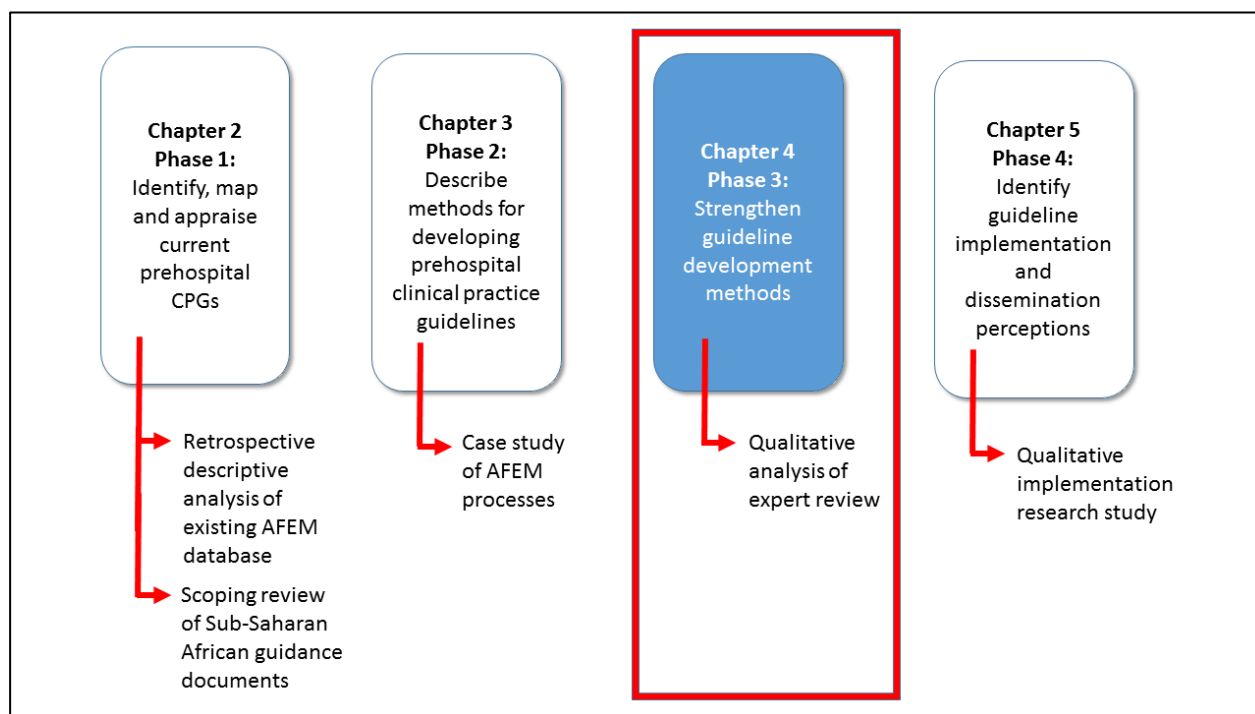 Chapter 2
Phase 1:
Identify, map
and appraise
current
prehospital
CPGs
Retrospective
descriptive
analysis of
existing AFEM
database
Scoping review
of Sub-Saharan
African guidance
documents
Chapter 3
Phase 2:
Describe
methods for
developing
prehospital
clinical practice
guidelines
Case study
of AFEM
processes
Chapter 4
Phase 3:
Strengthen
guideline
development
methods
Qualitative
analysis of
expert review
Chapter 5
Phase 4:
Identify
guideline
implementation
and
dissemination
perceptions
Qualitative
implementation
research study